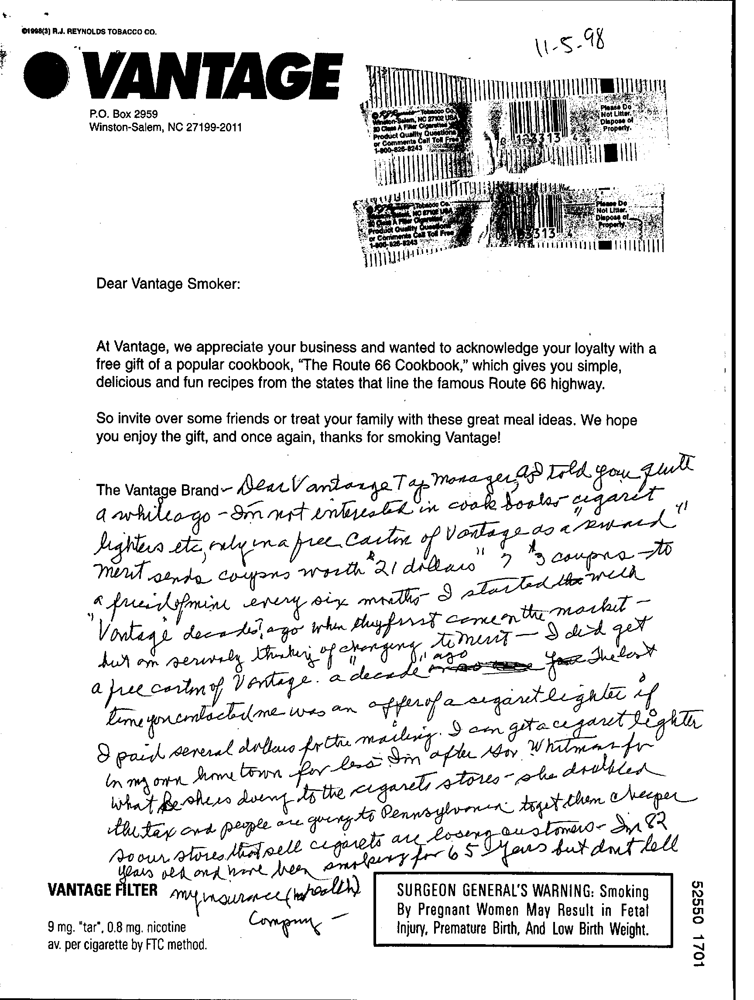 ©1998(3) R.J. REYNOLDS TOBACCO CO.
11-5-98
VANTAGE
P.O. Box 2959
Winston-Salem, NC 27199-2011
Tobacco Co.
Winston-Salem, NC 27102 USA
20 Class A Filter Cigarettes
Product Quality Questions
or Comments Call Toll Free
1-800-826-8243
Please Do
Not Litter.
Dispose of
Properly.
Tobacco Co.
NC 27102 USA
Product Quality Questions
or Comments Call Toll Free
1-800-826-8243
Please Do
Not Litter.
Dispose of
Properly.
Dear Vantage Smoker:
At Vantage, we appreciate your business and wanted to acknowledge your loyalty with a
free gift of a popular cookbook, “The Route 66 Cookbook,” which gives you simple,
delicious and fun recipes from the states that line the famous Route 66 highway.
So invite over some friends or treat your family with these great meal ideas. We hope
you enjoy the gift, and once again, thanks for smoking Vantage!
The Vantage Brand - Dear Vantage Top Manager, as I told you quite
a while ago - I'm not interested in cook books - cigaret
lighters etc, only in a free carton of Vantage as a "reward"
Merit sends coupons worth "21 dollars" 7 $3 coupons - to
a friend of mine every six months - I started with
"Vantage" decades ago when they first came on the market -
but am seriously thinking of changing to Merit - I did get
a free carton of Vantage. "a decade" ago The last
time you contacted me was an offer of a cigaret lighter if
I paid several dollars for the mailing. I can get a cigaret lighter
in my own home town for less. I'm after Gov. Whitman for
what she is doing to the cigarets stores - she doubled
the tax and people are going to Pennsylvania to get them cheaper
so our stores that sell cigarets are losing customers - I'm 82
years old and have been smoking for 65 years but don't tell
my insurance (health)
Company -
VANTAGE FILTER
9 mg. "tar", 0.8 mg. nicotine
av. per cigarette by FTC method.
SURGEON GENERAL'S WARNING: Smoking
By Pregnant Women May Result in Fetal
Injury, Premature Birth, And Low Birth Weight.
52550 1701